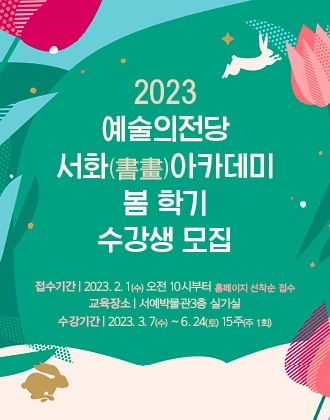 2023
예술의전당
서화(書畫)아카데미
봄 학기
수강생 모집
접수기간 | 2023. 2. 1(수) 오전 10시부터 홈페이지 선착순 접수
교육장소 | 서예박물관3층 실기실
수강기간 | 2023. 3. 7(수) ~ 6. 24(토) 15주(주 1회)